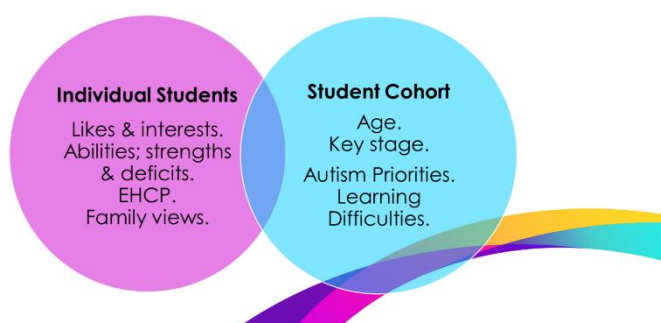 Individual Students
Likes & interests.
Abilities; strengths
& deficits.
EHCP.
Family views.
Student Cohort
Age.
Key stage.
Autism Priorities.
Learning
Difficulties.